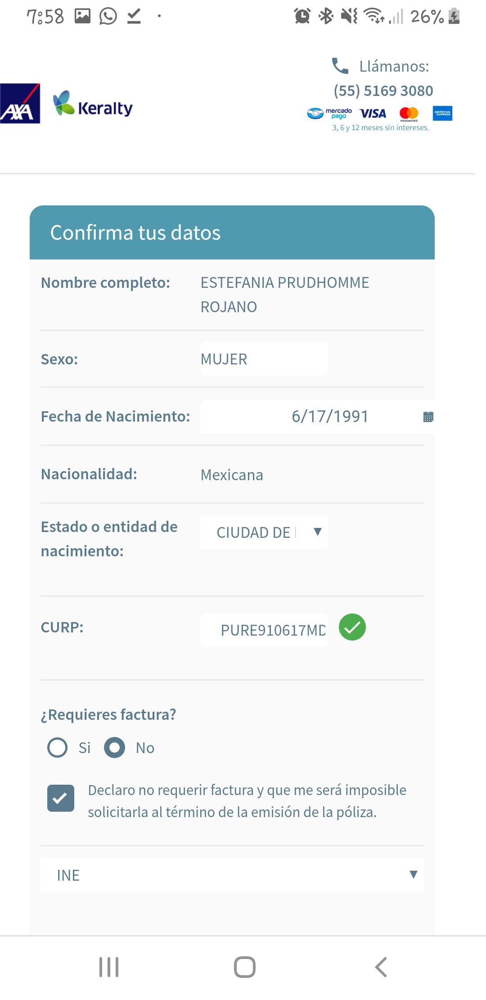 7:58
26%
Llámanos:
(55) 5169 3080
AXA
Keralty
mercado pago
VISA
mastercard.
AMERICAN EXPRESS
3, 6 y 12 meses sin intereses.
Confirma tus datos
Nombre completo: ESTEFANIA PRUDHOMME
ROJANO
Sexo: MUJER
Fecha de Nacimiento: 6/17/1991
Nacionalidad: Mexicana
Estado o entidad de CIUDAD DE
nacimiento:
CURP: PURE910617MD
¿Requieres factura?
Si No
Declaro no requerir factura y que me será imposible
solicitarla al término de la emisión de la póliza.
INE